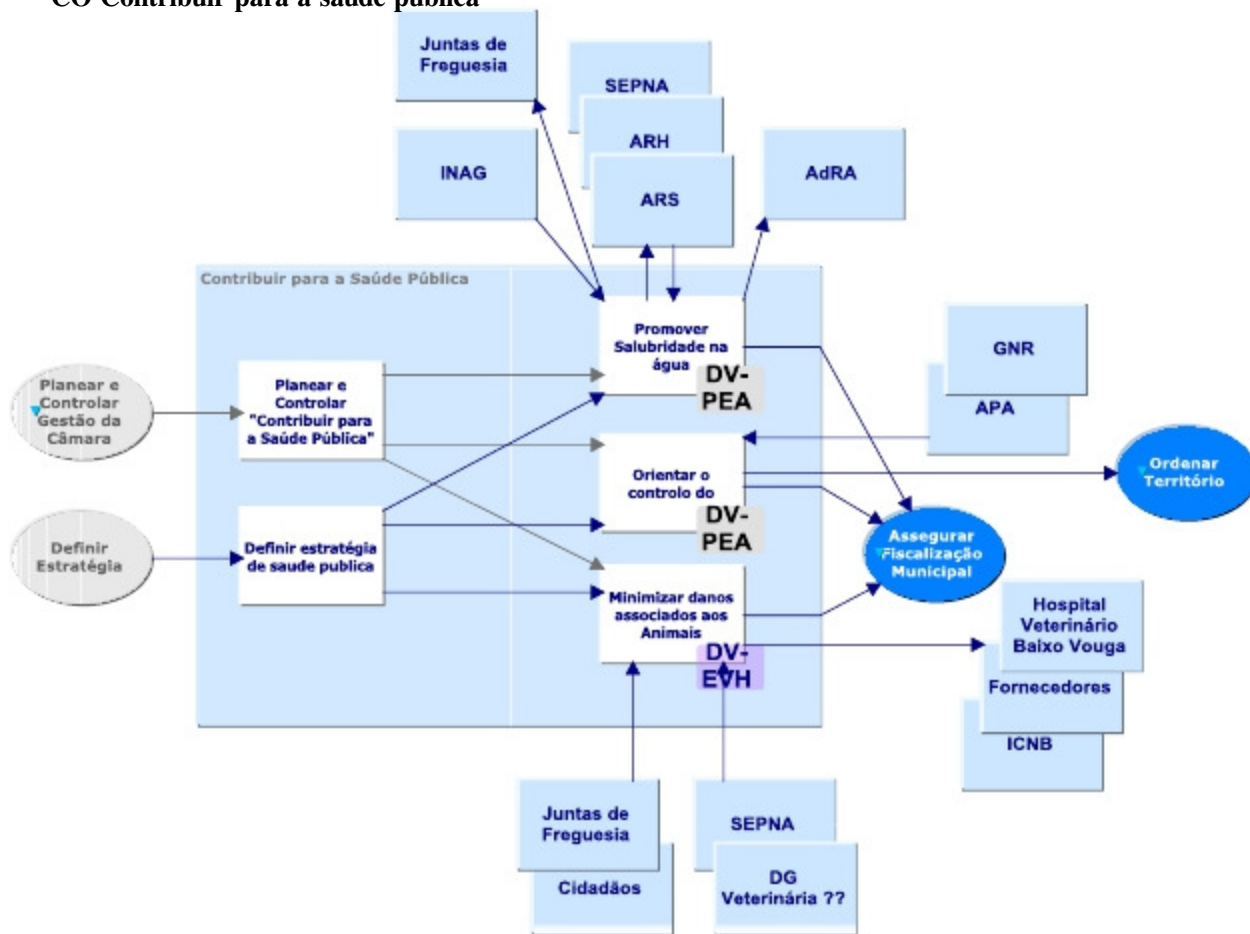 CO Contribuir para a saúde pública
Juntas de
Freguesia
SEPNA
ARH
ARS
INAG
AdRA
Contribuir para a Saúde Pública
Promover
Salubridade na
água
DV-
PEA
GNR
APA
Planear e
Controlar
Gestão da
Câmara
Planear e
Controlar
"Contribuir para
a Saúde Pública"
Orientar o
controlo do
DV-
PEA
Ordenar
Território
Definir
Estratégia
Definir estratégia
de saude publica
Assegurar
Fiscalização
Municipal
Minimizar danos
associados aos
Animais
DV-
EVH
Hospital
Veterinário
Baixo Vouga
Fornecedores
ICNB
Juntas de
Freguesia
Cidadãos
SEPNA
DG
Veterinária ??